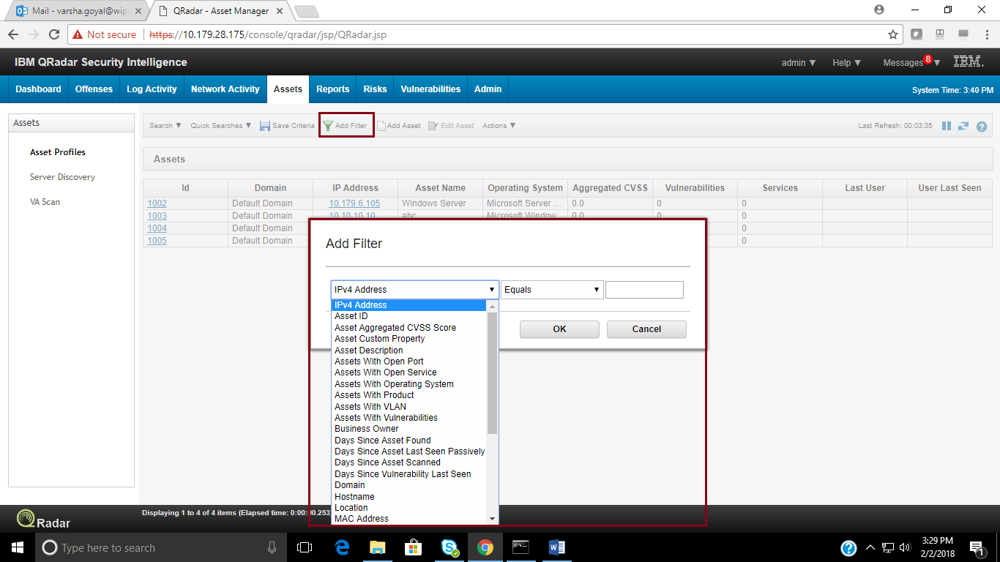 Mail - varsha.goyal@wip
QRadar - Asset Manager
Not secure https://10.179.28.175/console/qradar/jsp/QRadar.jsp
IBM QRadar Security Intelligence
admin ▼ Help ▼ Messages 8 ▼ IBM
Dashboard Offenses Log Activity Network Activity Assets Reports Risks Vulnerabilities Admin
System Time: 3:40 PM
Assets
Asset Profiles
Server Discovery
VA Scan
Search ▼ Quick Searches ▼ Save Criteria Add Filter Add Asset Edit Asset Actions ▼ Last Refresh: 00:03:35
Assets
Id Domain IP Address Asset Name Operating System Aggregated CVSS Vulnerabilities Services Last User User Last Seen
1002 Default Domain 10.179.6.105 Windows Server Microsoft Server ... 0.0 0 0
1003 Default Domain 10.10.10.10 abc Microsoft Window... 0.0 0 0
1004 Default Domain 0
1005 Default Domain 0
Add Filter
IPv4 Address Equals
IPv4 Address
Asset ID
Asset Aggregated CVSS Score
Asset Custom Property
Asset Description
Assets With Open Port
Assets With Open Service
Assets With Operating System
Assets With Product
Assets With VLAN
Assets With Vulnerabilities
Business Owner
Days Since Asset Found
Days Since Asset Last Seen Passively
Days Since Asset Scanned
Days Since Vulnerability Last Seen
Domain
Hostname
Location
MAC Address
OK Cancel
QRadar
Displaying 1 to 4 of 4 items (Elapsed time: 0:00:00.253
Type here to search
3:29 PM
2/2/2018
1